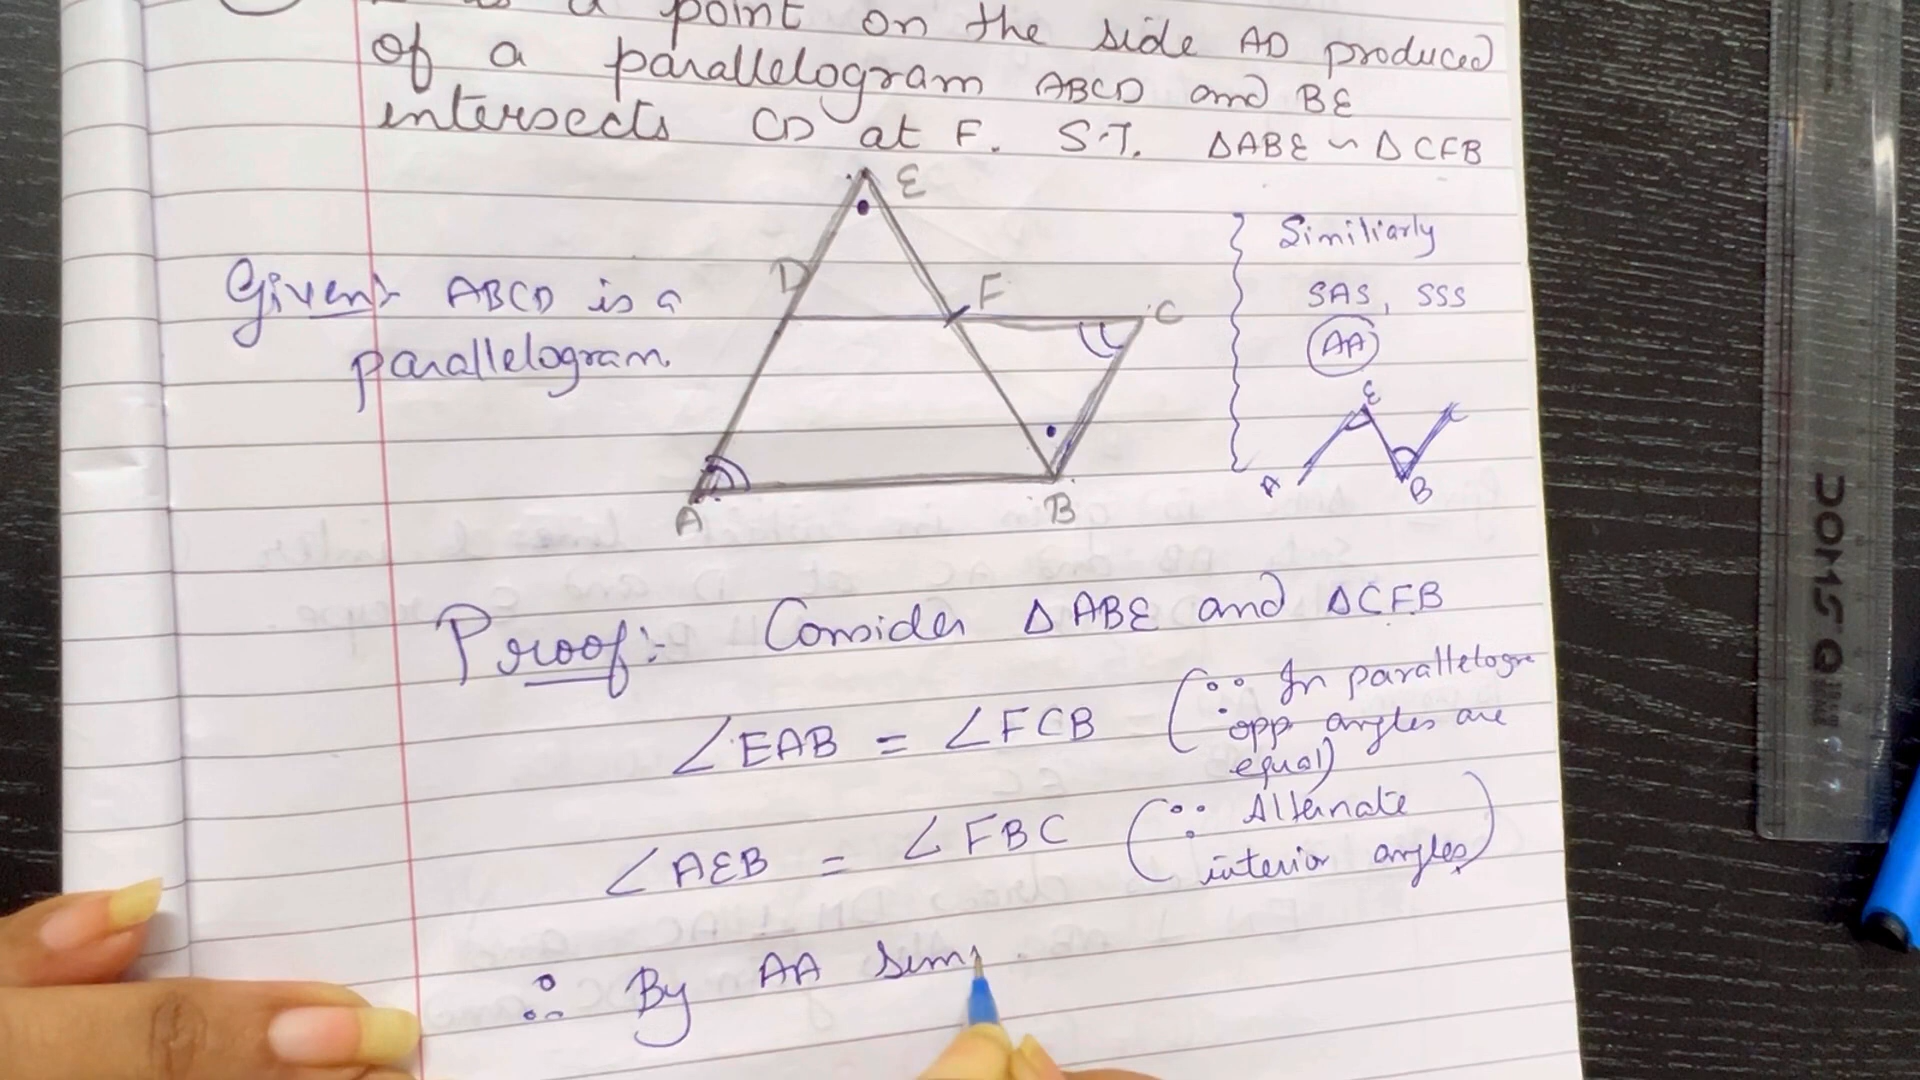 a point on the side AD produced
of a parallelogram ABCD and BE
intersects CD at F. S.T. ΔABE ~ ΔCFB
E
Similiarly
D
F
C
Given:- ABCD is a
parallelogram.
SAS, SSS
AA
E
A
B
A
B
Proof:- Consider ΔABE and ΔCFB
∠EAB = ∠FCB (∵ In parallelogra
opp angles are
equal)
∠AEB = ∠FBC (∵ Alternate
interior angles)
∴ By AA Simi
DOMS